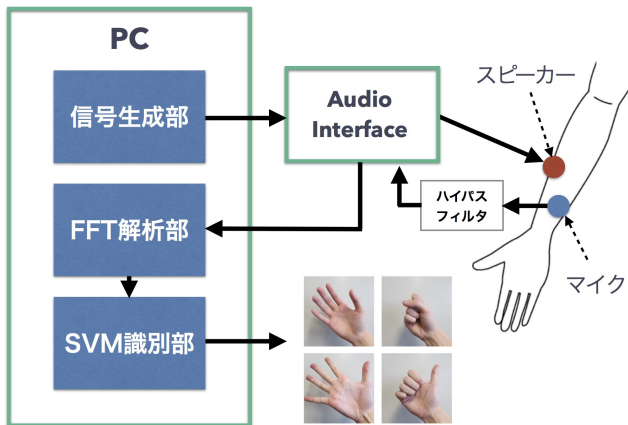 PC
信号生成部
FFT解析部
SVM識別部
Audio
Interface
スピーカー
ハイパス
フィルタ
マイク